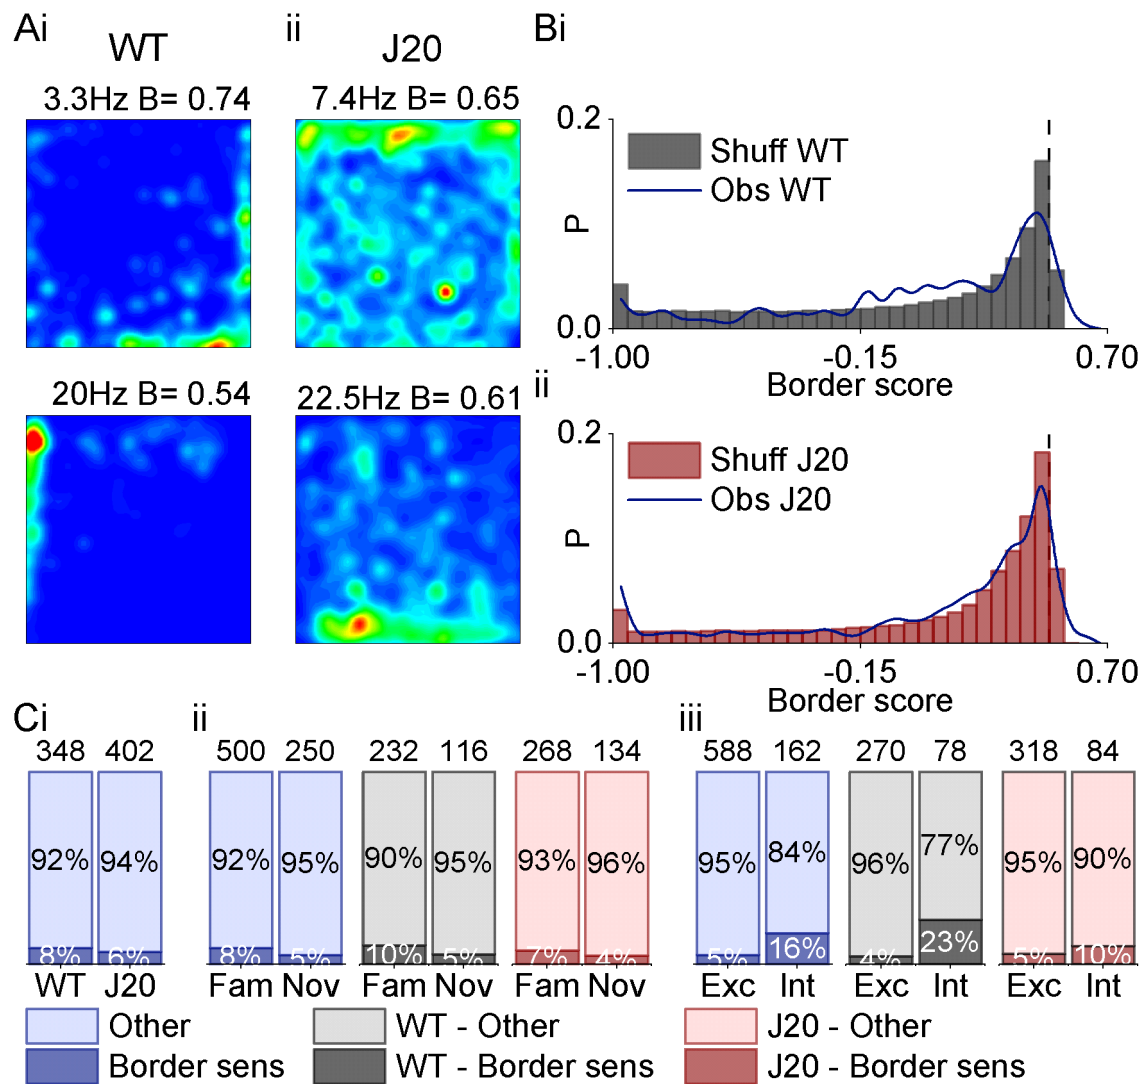 Ai
WT
ii
J20
3.3Hz B= 0.74
7.4Hz B= 0.65
20Hz B= 0.54
22.5Hz B= 0.61
Bi
0.2
Shuff WT
Obs WT
P
0.0
-1.00
-0.15
0.70
Border score
ii
0.2
Shuff J20
Obs J20
P
0.0
-1.00
-0.15
0.70
Border score
Ci
348 402
92% 94%
8% 6%
WT J20
ii
500 250 232 116 268 134
92% 95% 90% 95% 93% 96%
8% 5% 10% 5% 7% 4%
Fam Nov Fam Nov Fam Nov
iii
588 162 270 78 318 84
95% 84% 96% 77% 95% 90%
5% 16% 4% 23% 5% 10%
Exc Int Exc Int Exc Int
Other
WT - Other
J20 - Other
Border sens
WT - Border sens
J20 - Border sens